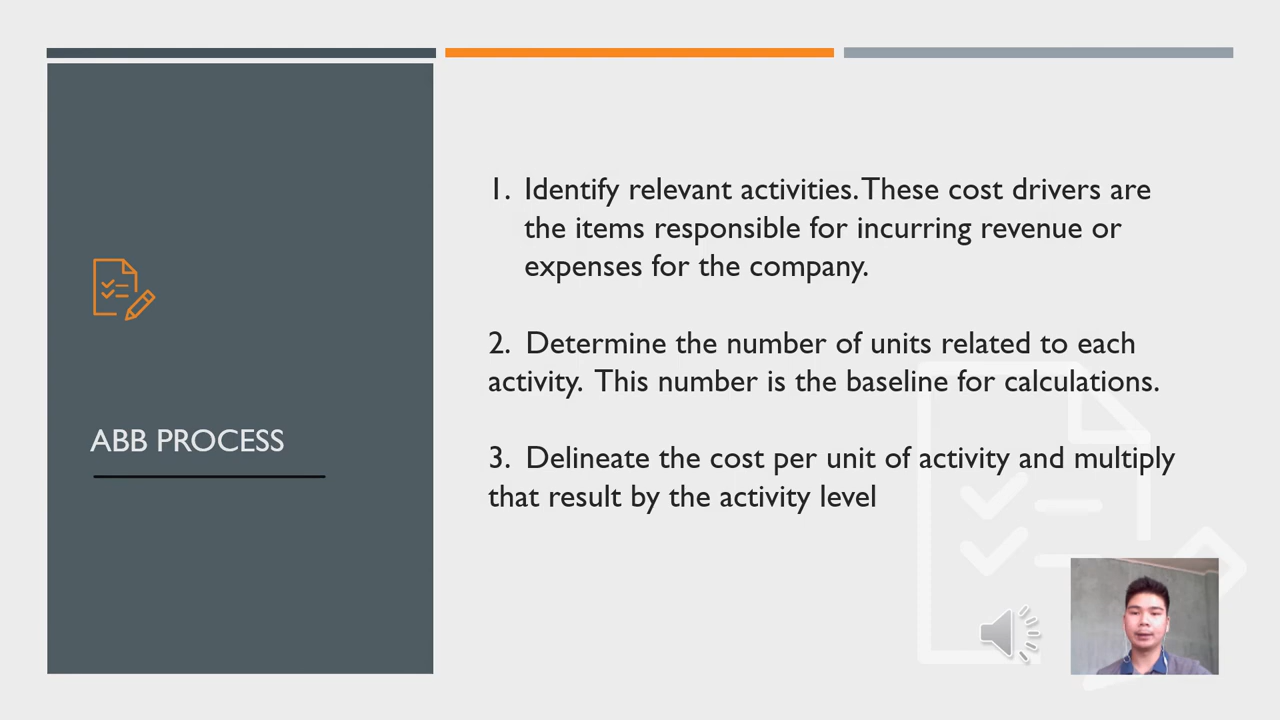 ABB PROCESS
1. Identify relevant activities. These cost drivers are
the items responsible for incurring revenue or
expenses for the company.
2. Determine the number of units related to each
activity. This number is the baseline for calculations.
3. Delineate the cost per unit of activity and multiply
that result by the activity level